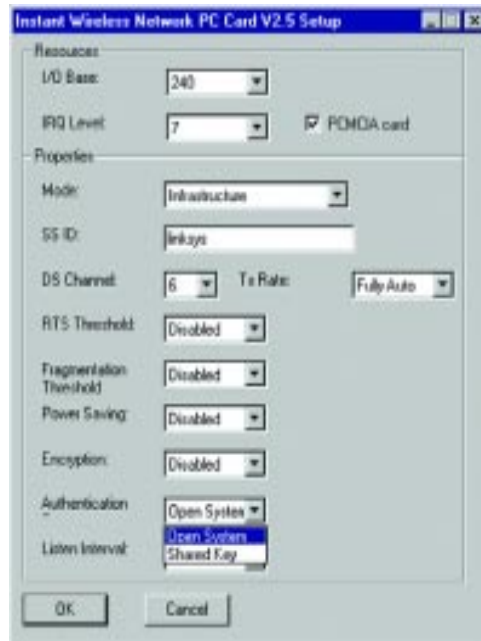 Instant Wireless Network PC Card V2.5 Setup
Resources
I/O Base:
240
IRQ Level:
7
PCMCIA card
Properties
Mode:
Infrastructure
SS ID:
linksys
DS Channel:
6
Tx Rate:
Fully Auto
RTS Threshold:
Disabled
Fragmentation
Threshold
Disabled
Power Saving:
Disabled
Encryption:
Disabled
Authentication
Open System
Open System
Shared Key
Listen Interval:
OK
Cancel